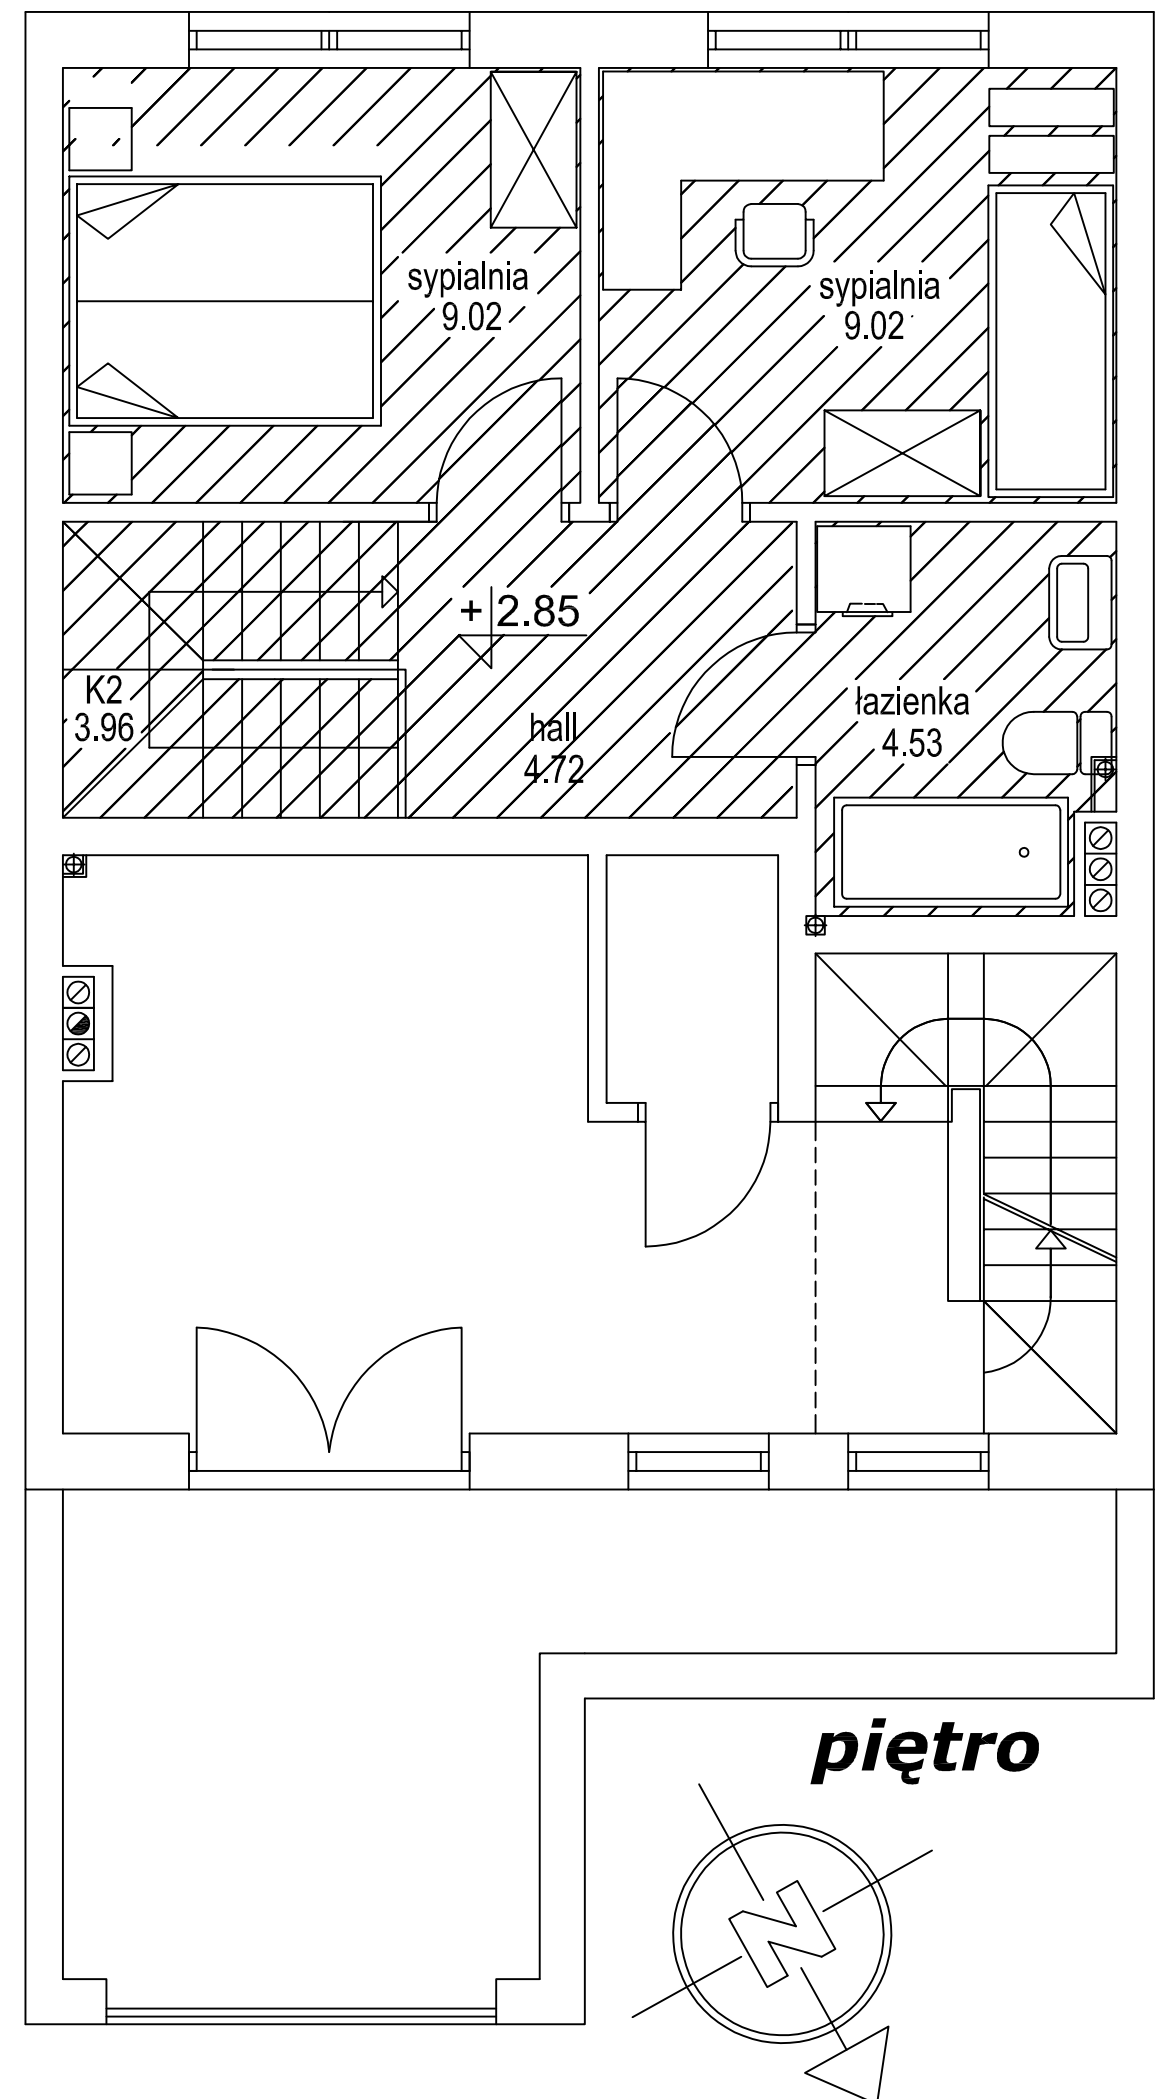 sypialnia
9.02
sypialnia
9.02
+ 2.85
K2
3.96
hall
4.72
łazienka
4.53
piętro
N